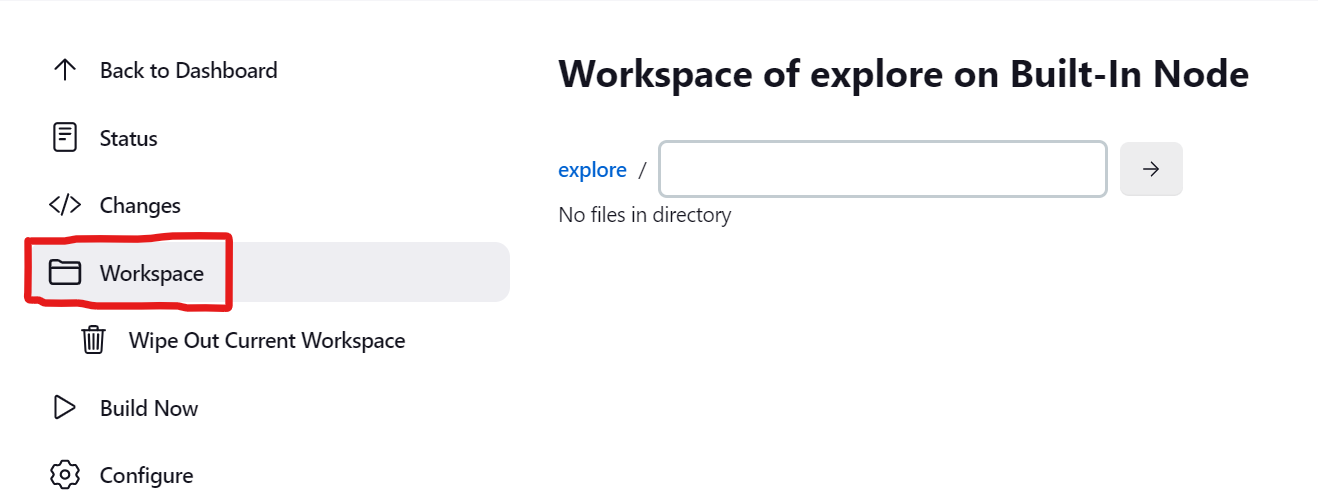 Back to Dashboard
Status
Changes
Workspace
Wipe Out Current Workspace
Build Now
Configure
Workspace of explore on Built-In Node
explore /
No files in directory